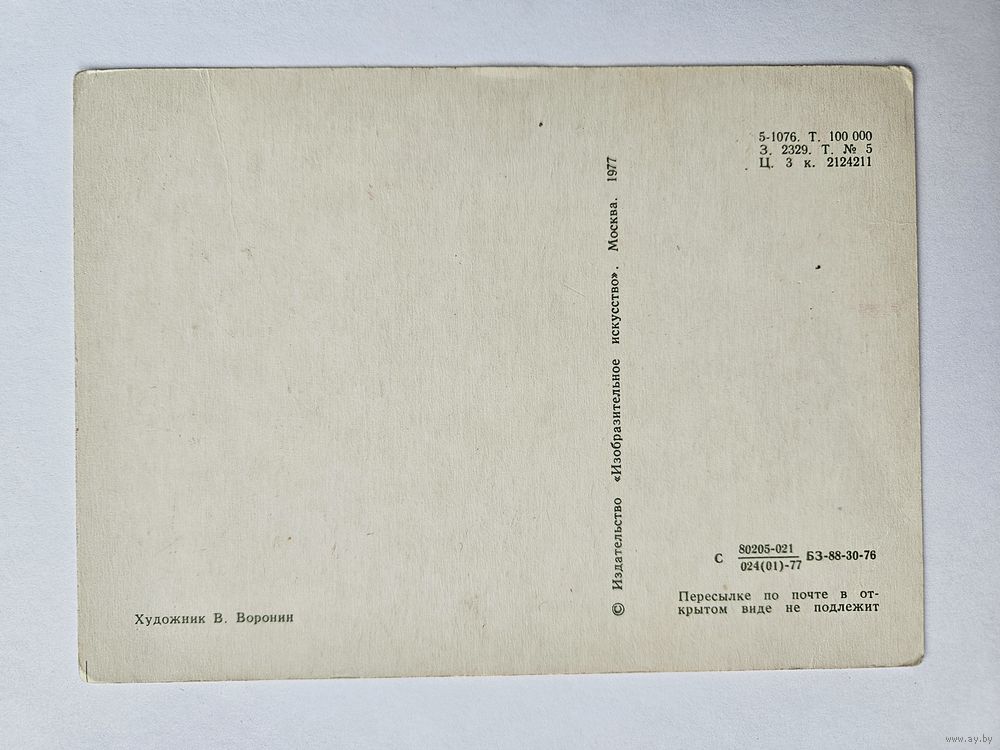 5-1076. Т. 100 000
З. 2329. Т. № 5
Ц. 3 к. 2124211
© Издательство «Изобразительное искусство». Москва. 1977
С 80205-021 БЗ-88-30-76
024(01)-77
Пересылке по почте в от-
крытом виде не подлежит
Художник В. Воронин
www.ay.by